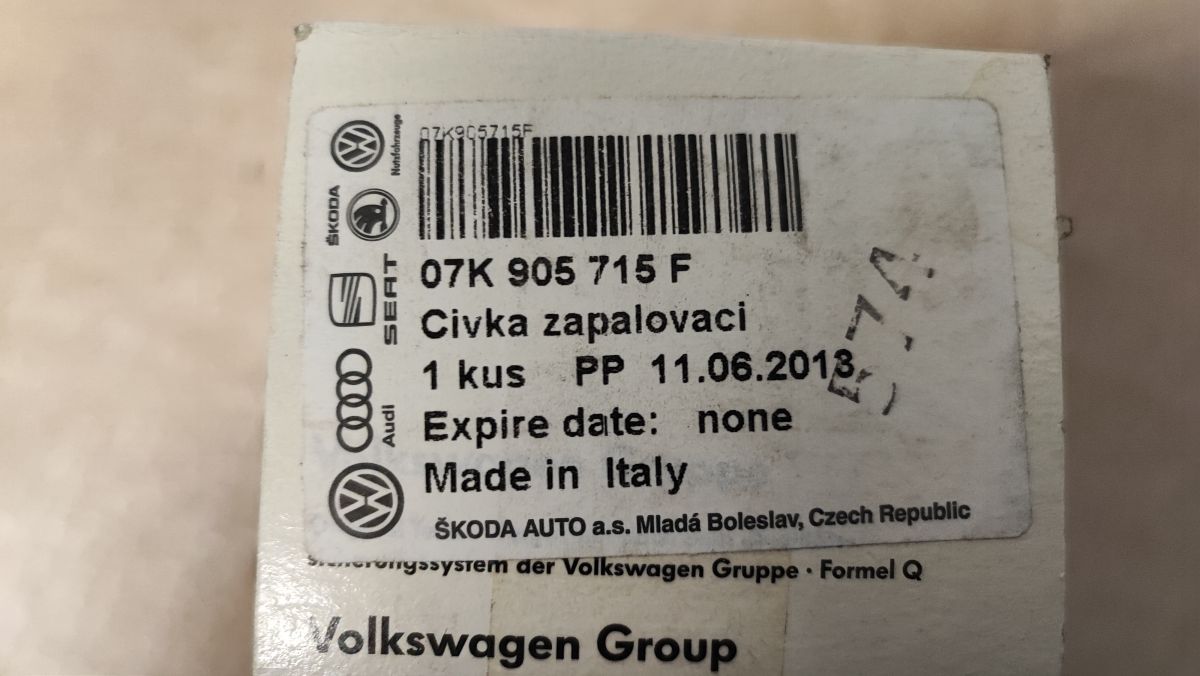 Nutzfahrzeuge
ŠKODA
SEAT
Audi
07K905715F
07K 905 715 F
Civka zapalovaci
1 kus PP 11.06.2013
Expire date: none
Made in Italy
ŠKODA AUTO a.s. Mladá Boleslav, Czech Republic
der Volkswagen Gruppe · Formel Q
Volkswagen Group